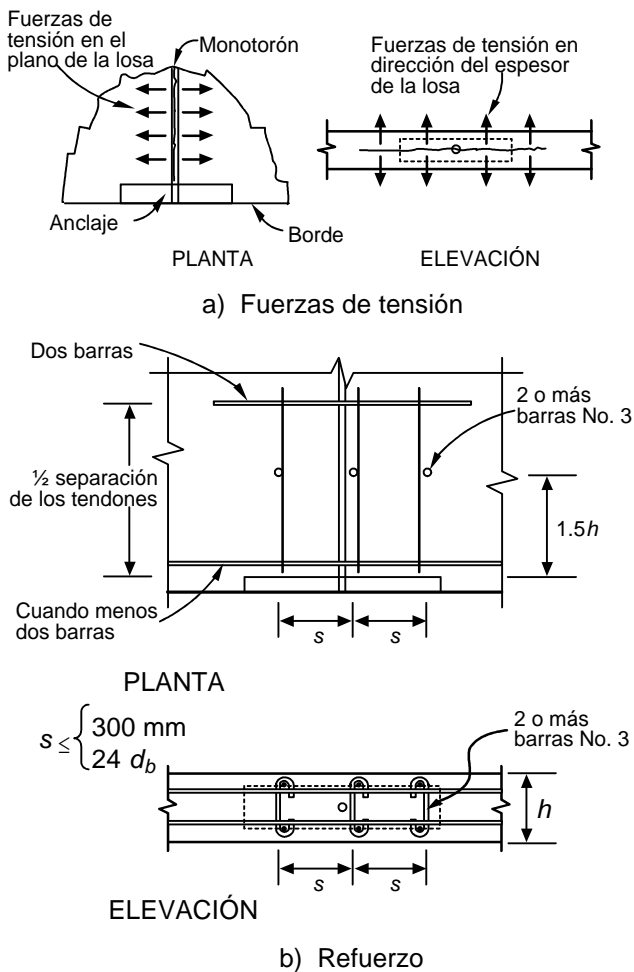 Fuerzas de
tensión en el
plano de la losa
Monotorón
Anclaje
Borde
PLANTA
Fuerzas de tensión en
dirección del espesor
de la losa
ELEVACIÓN
a) Fuerzas de tensión
Dos barras
2 o más
barras No. 3
½ separación
de los tendones
1.5h
Cuando menos
dos barras
s s
PLANTA
s ≤ { 300 mm
24 d_b
2 o más
barras No. 3
h
s s
ELEVACIÓN
b) Refuerzo